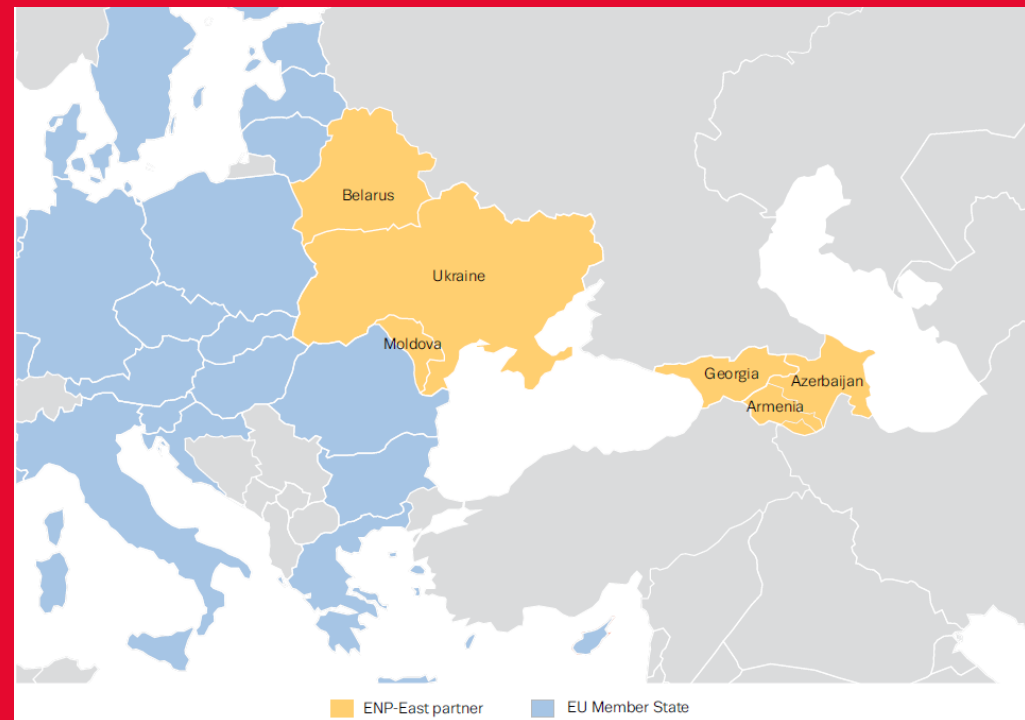 Belarus
Ukraine
Moldova
Georgia
Azerbaijan
Armenia
ENP-East partner
EU Member State